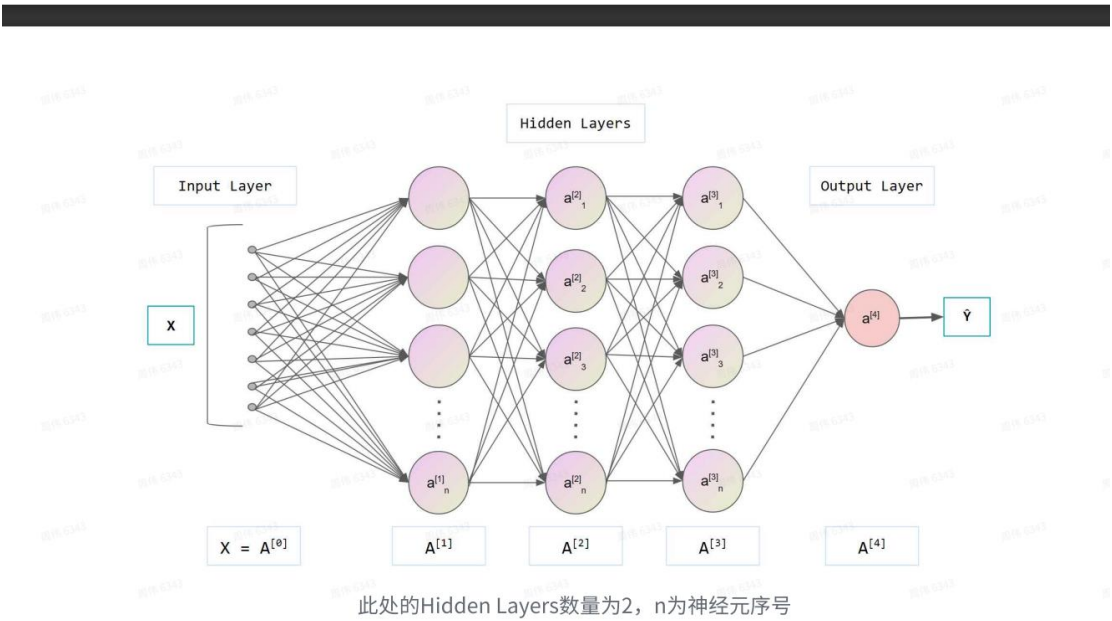 Hidden Layers
Input Layer
Output Layer
a[2]1
a[3]1
a[2]2
a[3]2
X
a[4]
Ŷ
a[2]3
a[3]3
a[1]n
a[2]n
a[3]n
X = A[0]
A[1]
A[2]
A[3]
A[4]
此处的Hidden Layers数量为2，n为神经元序号